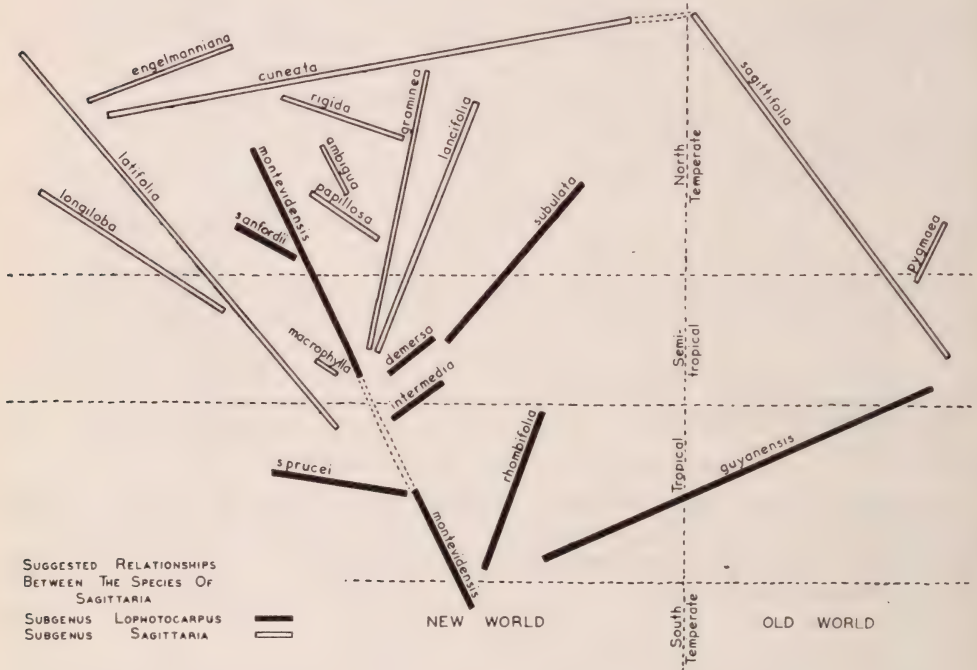 engelmanniana
cuneata
sagittifolia
rigida
graminea
lancifolia
latifolia
montevidensis
ambigua
papillosa
longiloba
sanfordii
subulata
North
Temperate
pygmaea
macrophylla
demersa
Semi-
tropical
intermedia
sprucei
rhombifolia
Tropical
guyanensis
montevidensis
SUGGESTED RELATIONSHIPS
BETWEEN THE SPECIES OF
SAGITTARIA
SUBGENUS LOPHOTOCARPUS
SUBGENUS SAGITTARIA
NEW WORLD
South
Temperate
OLD WORLD